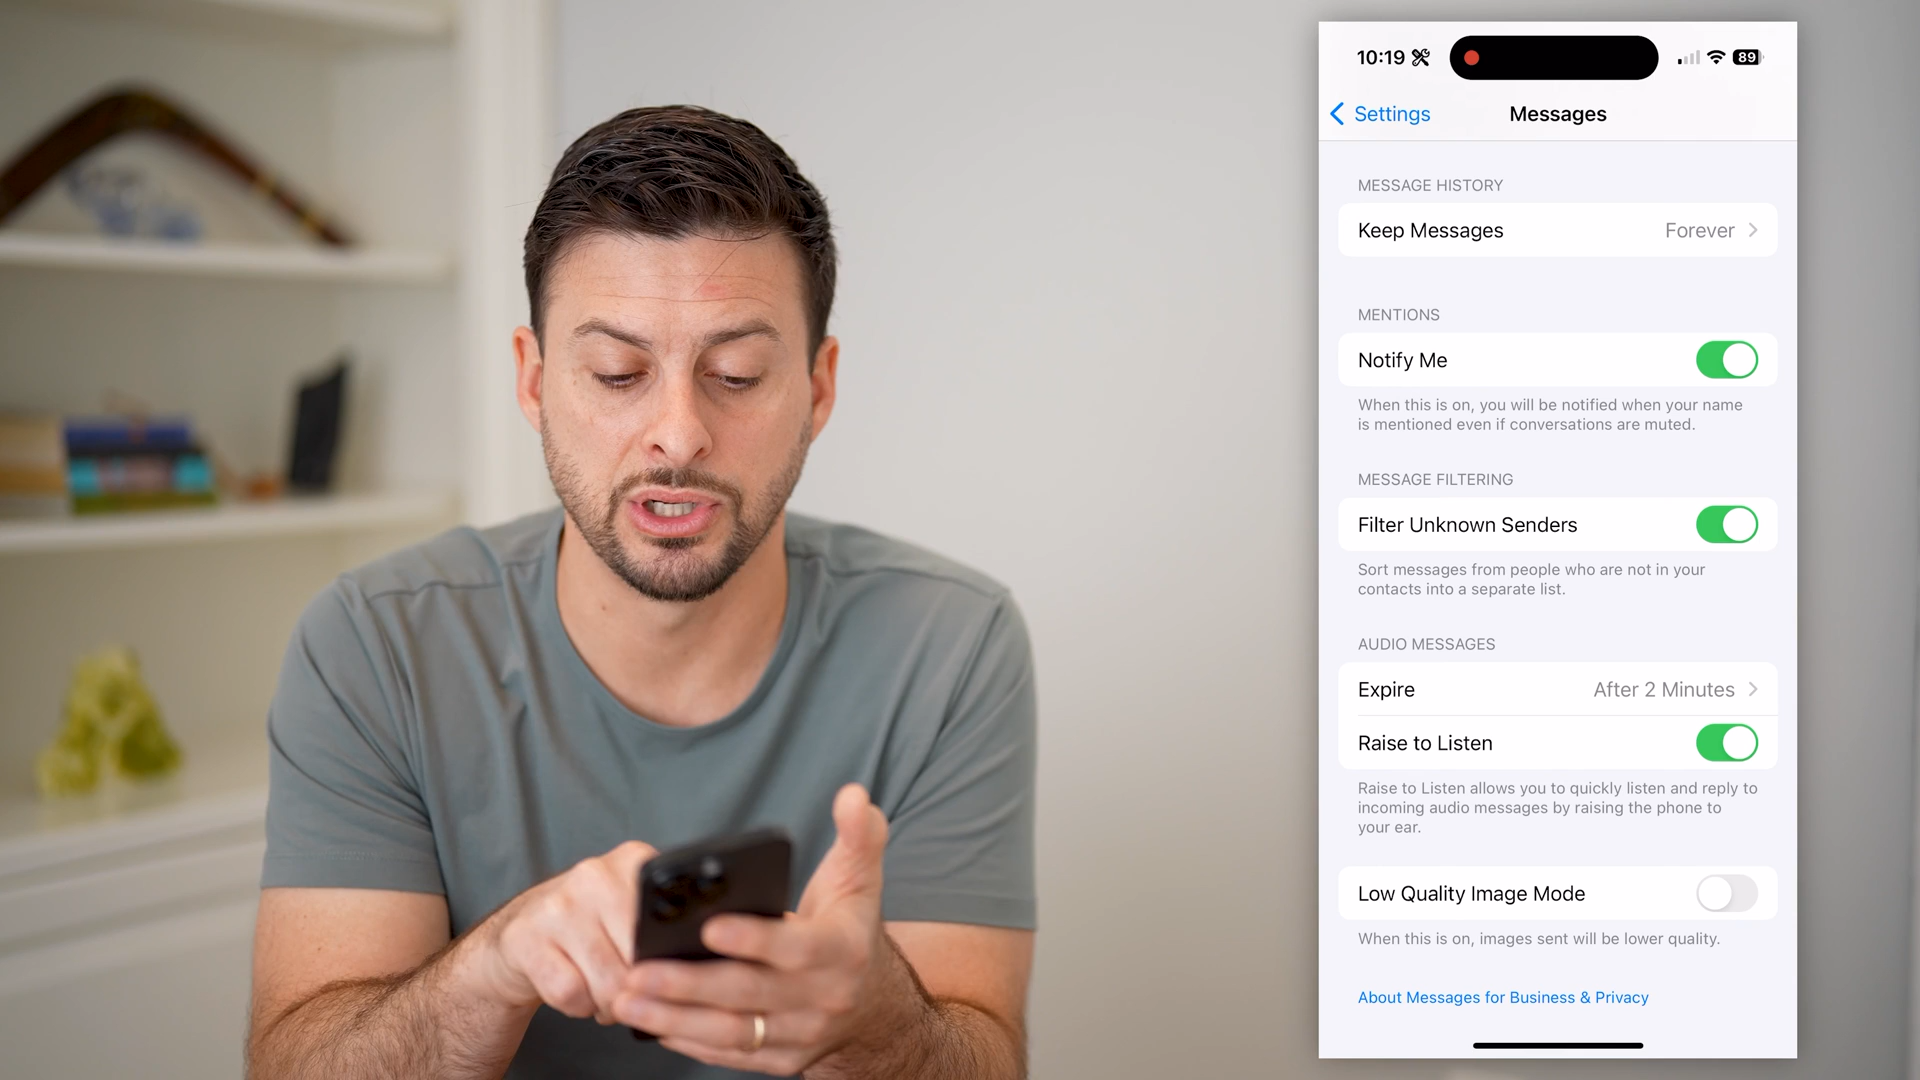 10:19
89
Settings
Messages
MESSAGE HISTORY
Keep Messages
Forever
MENTIONS
Notify Me
When this is on, you will be notified when your name
is mentioned even if conversations are muted.
MESSAGE FILTERING
Filter Unknown Senders
Sort messages from people who are not in your
contacts into a separate list.
AUDIO MESSAGES
Expire
After 2 Minutes
Raise to Listen
Raise to Listen allows you to quickly listen and reply to
incoming audio messages by raising the phone to
your ear.
Low Quality Image Mode
When this is on, images sent will be lower quality.
About Messages for Business & Privacy